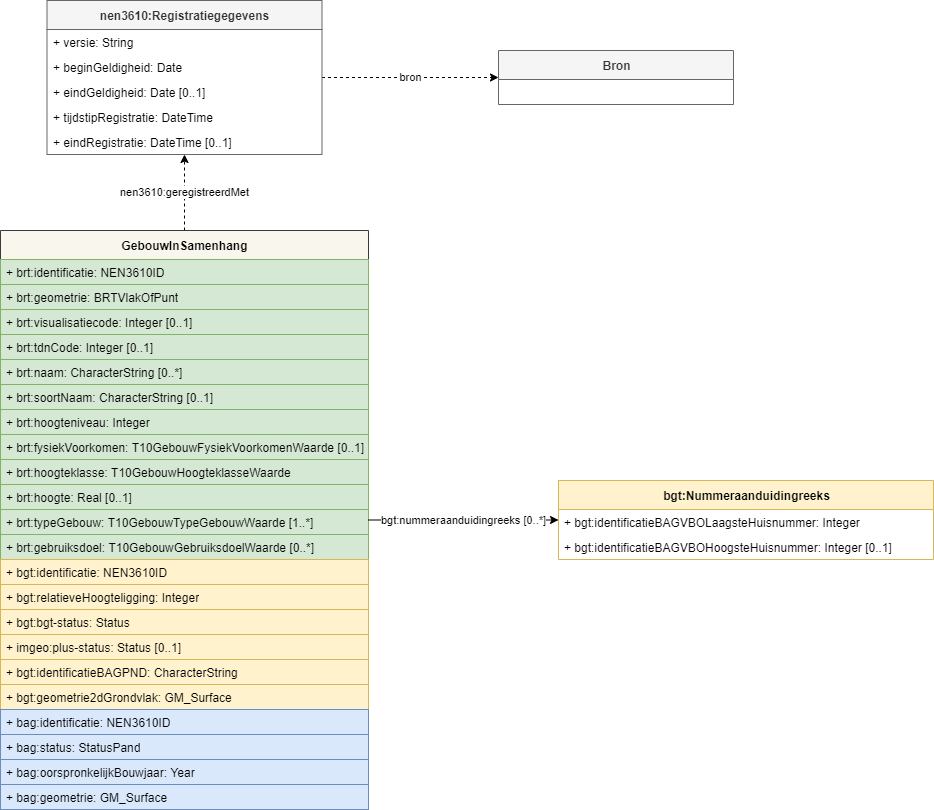 nen3610:Registratiegegevens
+ versie: String
+ beginGeldigheid: Date
+ eindGeldigheid: Date [0..1]
+ tijdstipRegistratie: DateTime
+ eindRegistratie: DateTime [0..1]
bron
Bron
nen3610:geregistreerdMet
GebouwInSamenhang
+ brt:identificatie: NEN3610ID
+ brt:geometrie: BRTVlakOfPunt
+ brt:visualisatiecode: Integer [0..1]
+ brt:tdnCode: Integer [0..1]
+ brt:naam: CharacterString [0..*]
+ brt:soortNaam: CharacterString [0..1]
+ brt:hoogteniveau: Integer
+ brt:fysiekVoorkomen: T10GebouwFysiekVoorkomenWaarde [0..1]
+ brt:hoogteklasse: T10GebouwHoogteklasseWaarde
+ brt:hoogte: Real [0..1]
+ brt:typeGebouw: T10GebouwTypeGebouwWaarde [1..*]
+ brt:gebruiksdoel: T10GebouwGebruiksdoelWaarde [0..*]
+ bgt:identificatie: NEN3610ID
+ bgt:relatieveHoogteligging: Integer
+ bgt:bgt-status: Status
+ imgeo:plus-status: Status [0..1]
+ bgt:identificatieBAGPND: CharacterString
+ bgt:geometrie2dGrondvlak: GM_Surface
+ bag:identificatie: NEN3610ID
+ bag:status: StatusPand
+ bag:oorspronkelijkBouwjaar: Year
+ bag:geometrie: GM_Surface
bgt:nummeraanduidingreeks [0..*]
bgt:Nummeraanduidingreeks
+ bgt:identificatieBAGVBOLaagsteHuisnummer: Integer
+ bgt:identificatieBAGVBOHoogsteHuisnummer: Integer [0..1]